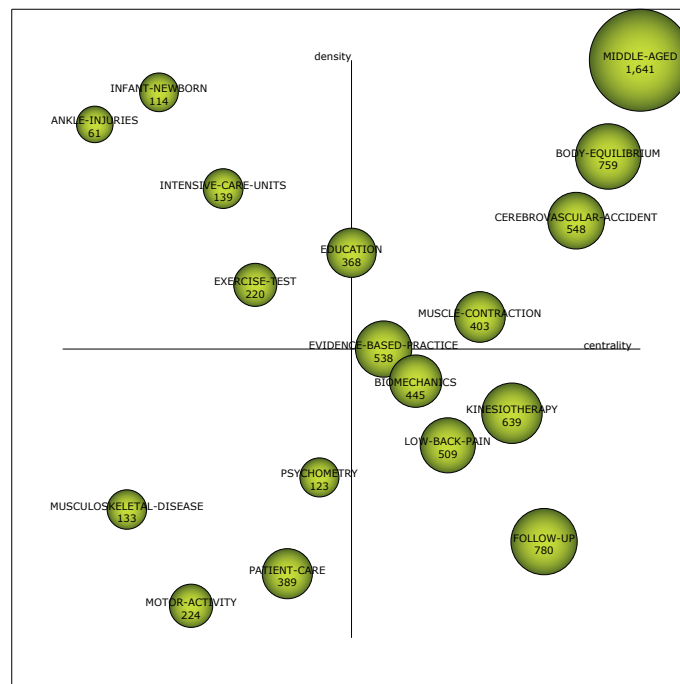 density
MIDDLE-AGED
1,641
INFANT-NEWBORN
114
ANKLE-INJURIES
61
BODY-EQUILIBRIUM
759
INTENSIVE-CARE-UNITS
139
CEREBROVASCULAR-ACCIDENT
548
EDUCATION
368
EXERCISE-TEST
220
MUSCLE-CONTRACTION
403
EVIDENCE-BASED-PRACTICE
538
centrality
BIOMECHANICS
445
KINESIOTHERAPY
639
LOW-BACK-PAIN
509
PSYCHOMETRY
123
MUSCULOSKELETAL-DISEASE
133
FOLLOW-UP
780
PATIENT-CARE
389
MOTOR-ACTIVITY
224